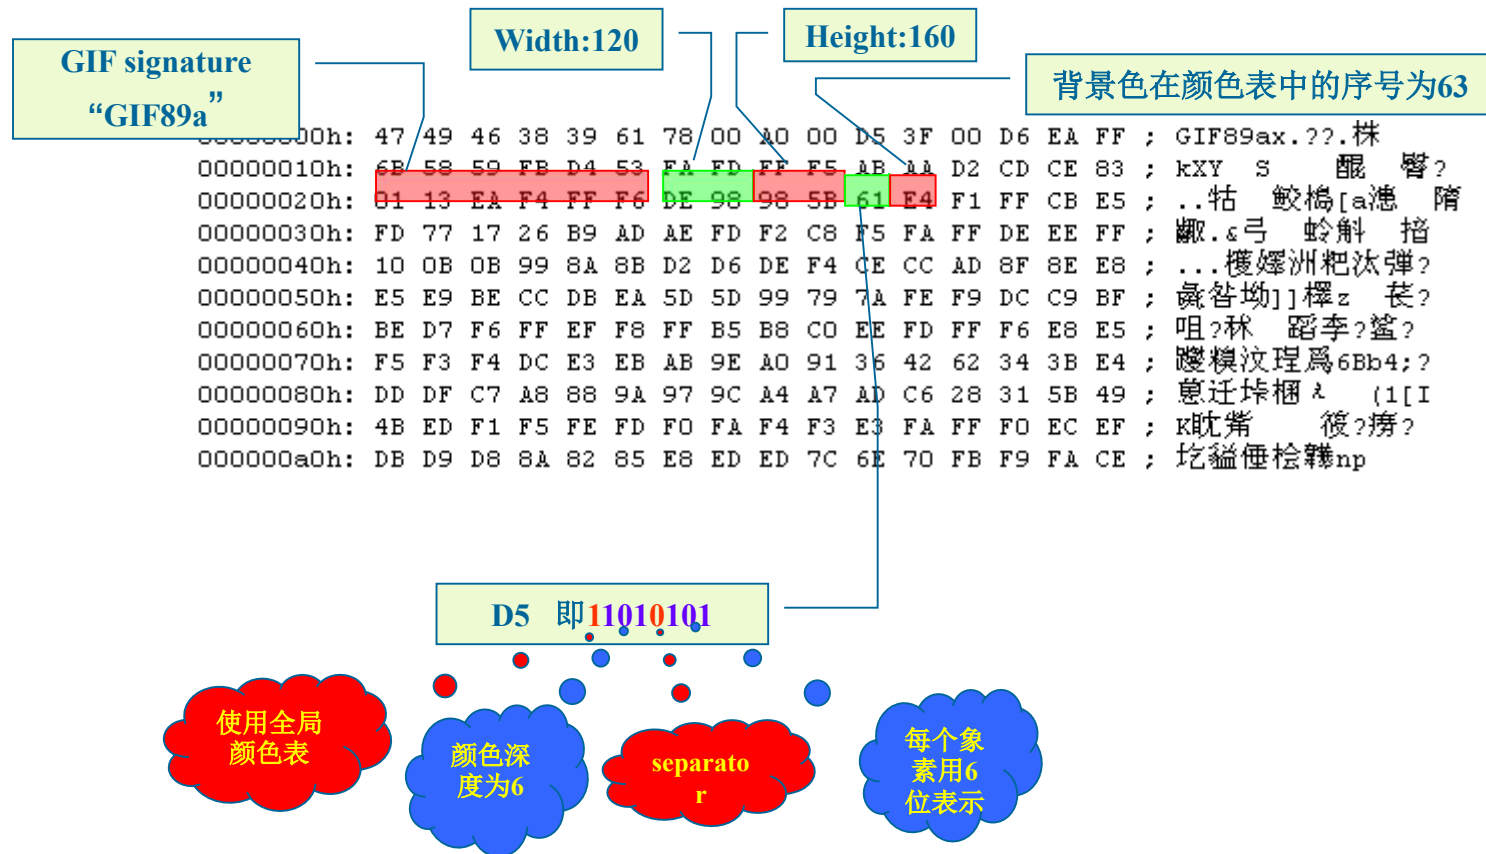 Width:120
Height:160
GIF signature
“GIF89a”
背景色在颜色表中的序号为63
00000000h: 47 49 46 38 39 61 78 00 A0 00 D5 3F 00 D6 EA FF ; GIF89ax.??.株
00000010h: 6B 58 59 FB D4 53 FA FD FF F5 AB AA D2 CD CE 83 ; kXY S 醌 臀?
00000020h: 01 13 EA F4 FF F6 DE 98 98 5B 61 E4 F1 FF CB E5 ; ..牯 鲛槝[a漶 隋
00000030h: FD 77 17 26 B9 AD AE FD F2 C8 F5 FA FF DE EE FF ;
00000040h: 10 0B 0B 99 8A 8B D2 D6 DE F4 CE CC AD 8F 8E E8 ;
00000050h: E5 E9 BE CC DB EA 5D 5D 99 79 7A FE F9 DC C9 BF ;
00000060h: BE D7 F6 FF EF F8 FF B5 B8 C0 EE FD FF F6 E8 E5 ;
00000070h: F5 F3 F4 DC E3 EB AB 9E A0 91 36 42 62 34 3B E4 ;
00000080h: DD DF C7 A8 88 9A 97 9C A4 A7 AD C6 28 31 5B 49 ;
00000090h: 4B ED F1 F5 FE FD F0 FA F4 F3 E3 FA FF F0 EC EF ;
000000a0h: DB D9 D8 8A 82 85 E8 ED ED 7C 6E 70 FB F9 FA CE ;
D5 即11010101
使用全局
颜色表
颜色深
度为6
separato
r
每个象
素用6
位表示